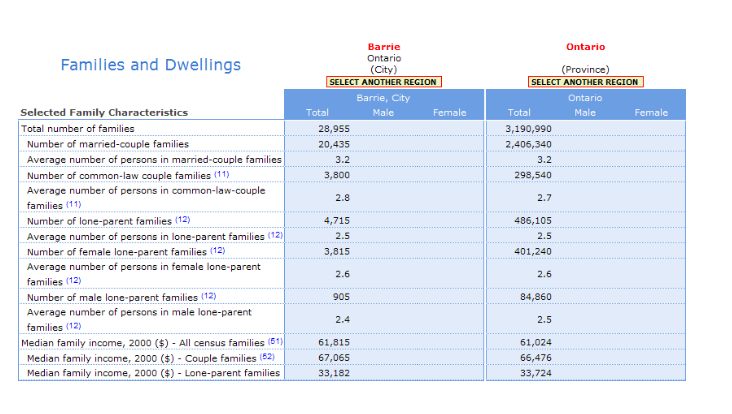 Families and Dwellings
Barrie
Ontario
(City)
SELECT ANOTHER REGION
Ontario
(Province)
SELECT ANOTHER REGION
Selected Family Characteristics
Barrie, City
Total Male Female
Ontario
Total Male Female
Total number of families 28,955 3,190,990
Number of married-couple families 20,435 2,406,340
Average number of persons in married-couple families 3.2 3.2
Number of common-law couple families (11) 3,800 298,540
Average number of persons in common-law-couple
families (11) 2.8 2.7
Number of lone-parent families (12) 4,715 486,105
Average number of persons in lone-parent families (12) 2.5 2.5
Number of female lone-parent families (12) 3,815 401,240
Average number of persons in female lone-parent
families (12) 2.6 2.6
Number of male lone-parent families (12) 905 84,860
Average number of persons in male lone-parent
families (12) 2.4 2.5
Median family income, 2000 ($) - All census families (51) 61,815 61,024
Median family income, 2000 ($) - Couple families (52) 67,065 66,476
Median family income, 2000 ($) - Lone-parent families 33,182 33,724